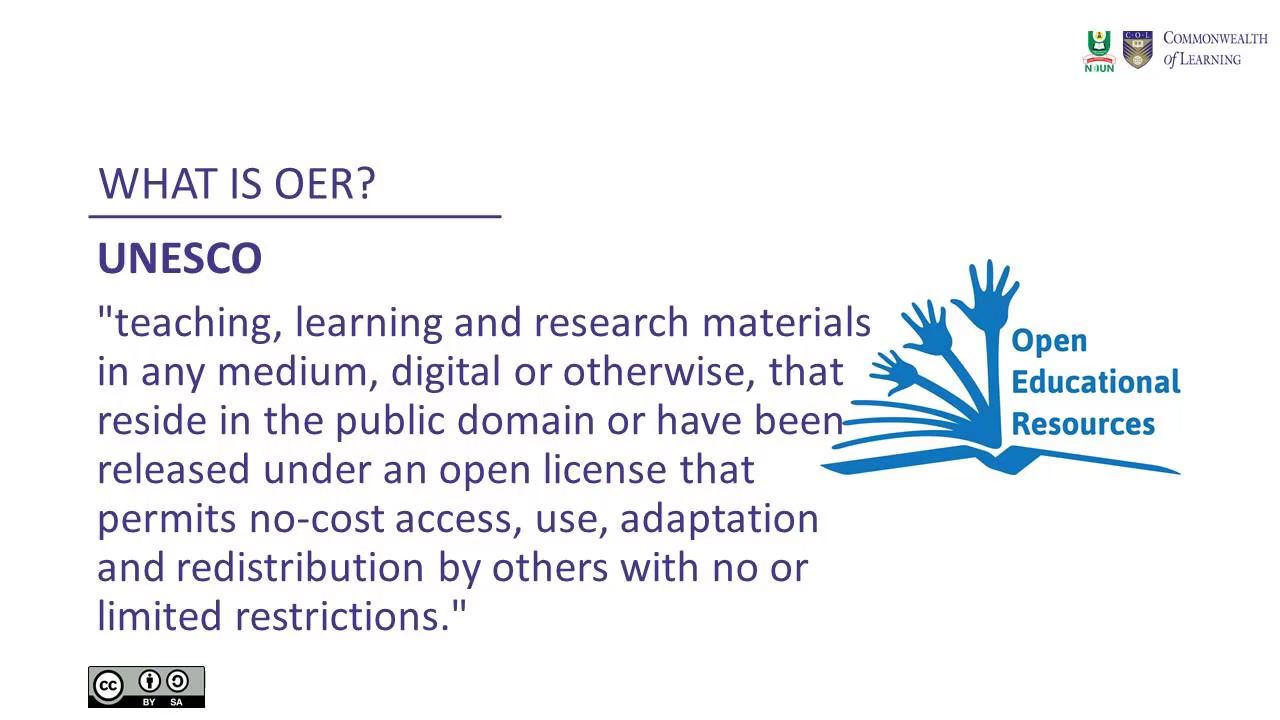 NOUN
C·O·L
COMMONWEALTH
of LEARNING
WHAT IS OER?
UNESCO
"teaching, learning and research materials
in any medium, digital or otherwise, that
reside in the public domain or have been
released under an open license that
permits no-cost access, use, adaptation
and redistribution by others with no or
limited restrictions."
Open
Educational
Resources
cc
BY SA